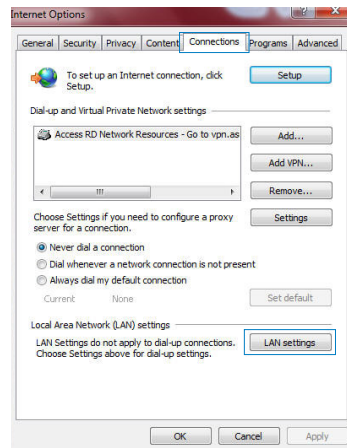 Internet Options
General Security Privacy Content Connections Programs Advanced
To set up an Internet connection, click
Setup.
Setup
Dial-up and Virtual Private Network settings
Access RD Network Resources - Go to vpn.as
Add...
Add VPN...
Remove...
Choose Settings if you need to configure a proxy
server for a connection.
Settings
Never dial a connection
Dial whenever a network connection is not present
Always dial my default connection
Current None
Set default
Local Area Network (LAN) settings
LAN Settings do not apply to dial-up connections.
Choose Settings above for dial-up settings.
LAN settings
OK Cancel Apply